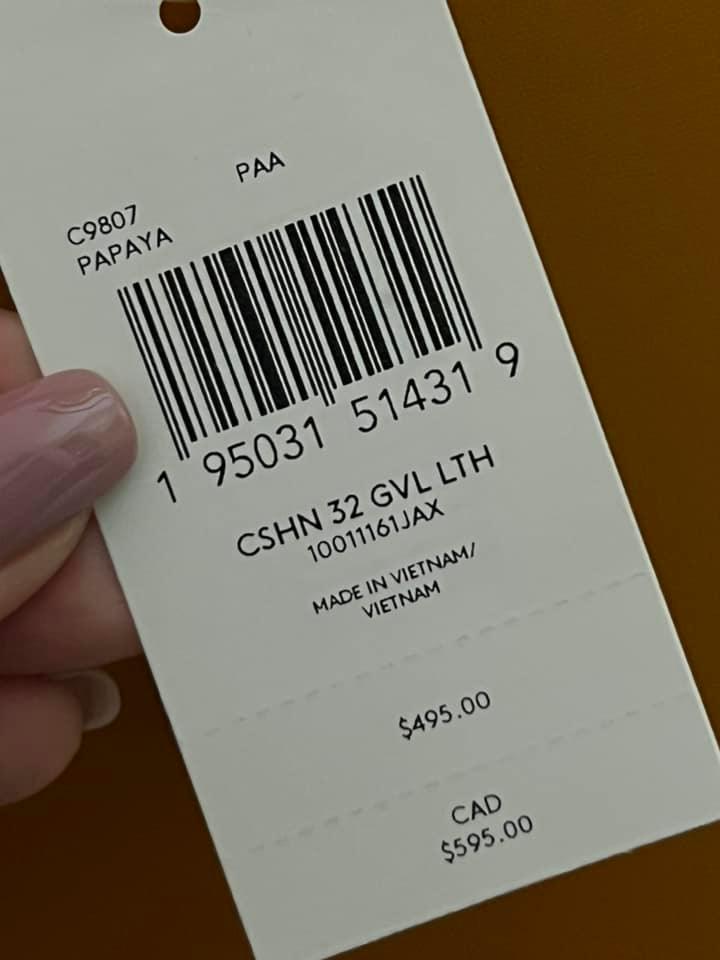 PAA
C9807
PAPAYA
1 95031 51431 9
CSHN 32 GVL LTH
10011161JAX
MADE IN VIETNAM/
VIETNAM
$495.00
CAD
$595.00